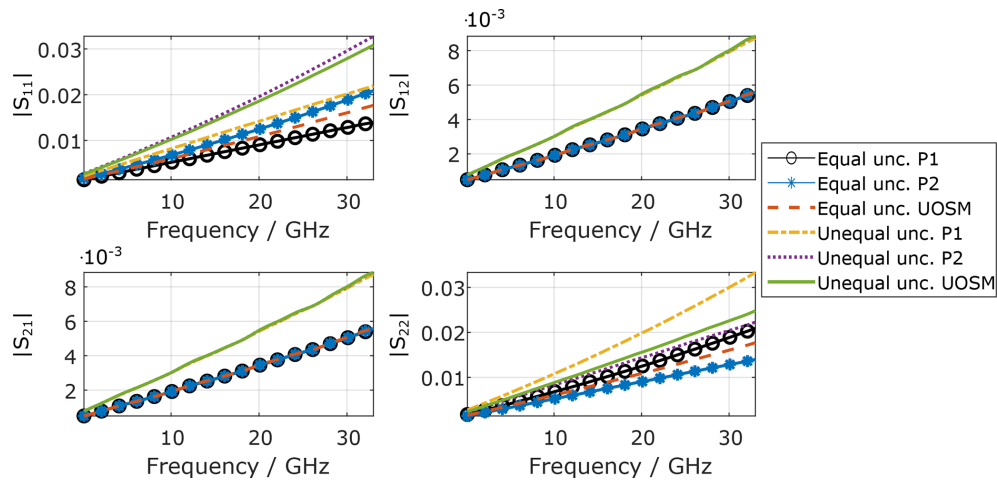 ·10⁻³
0.03
0.02
0.01
|S₁₁|
10 20 30
Frequency / GHz
8
6
4
2
|S₁₂|
10 20 30
Frequency / GHz
Equal unc. P1
Equal unc. P2
Equal unc. UOSM
Unequal unc. P1
Unequal unc. P2
Unequal unc. UOSM
·10⁻³
8
6
4
2
|S₂₁|
10 20 30
Frequency / GHz
0.03
0.02
0.01
|S₂₂|
10 20 30
Frequency / GHz